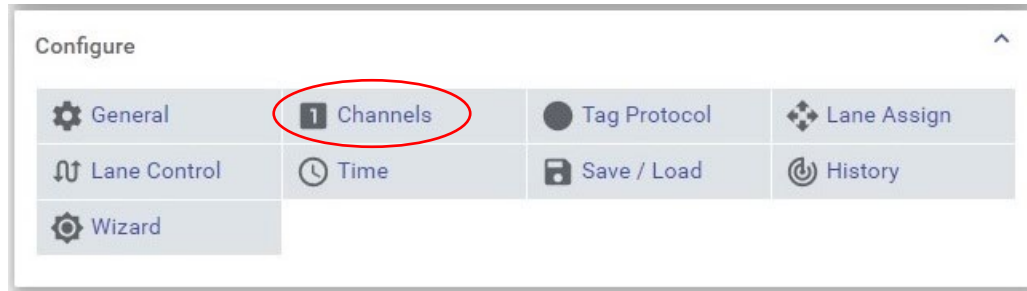 Configure
General Channels Tag Protocol Lane Assign
Lane Control Time Save / Load History
Wizard